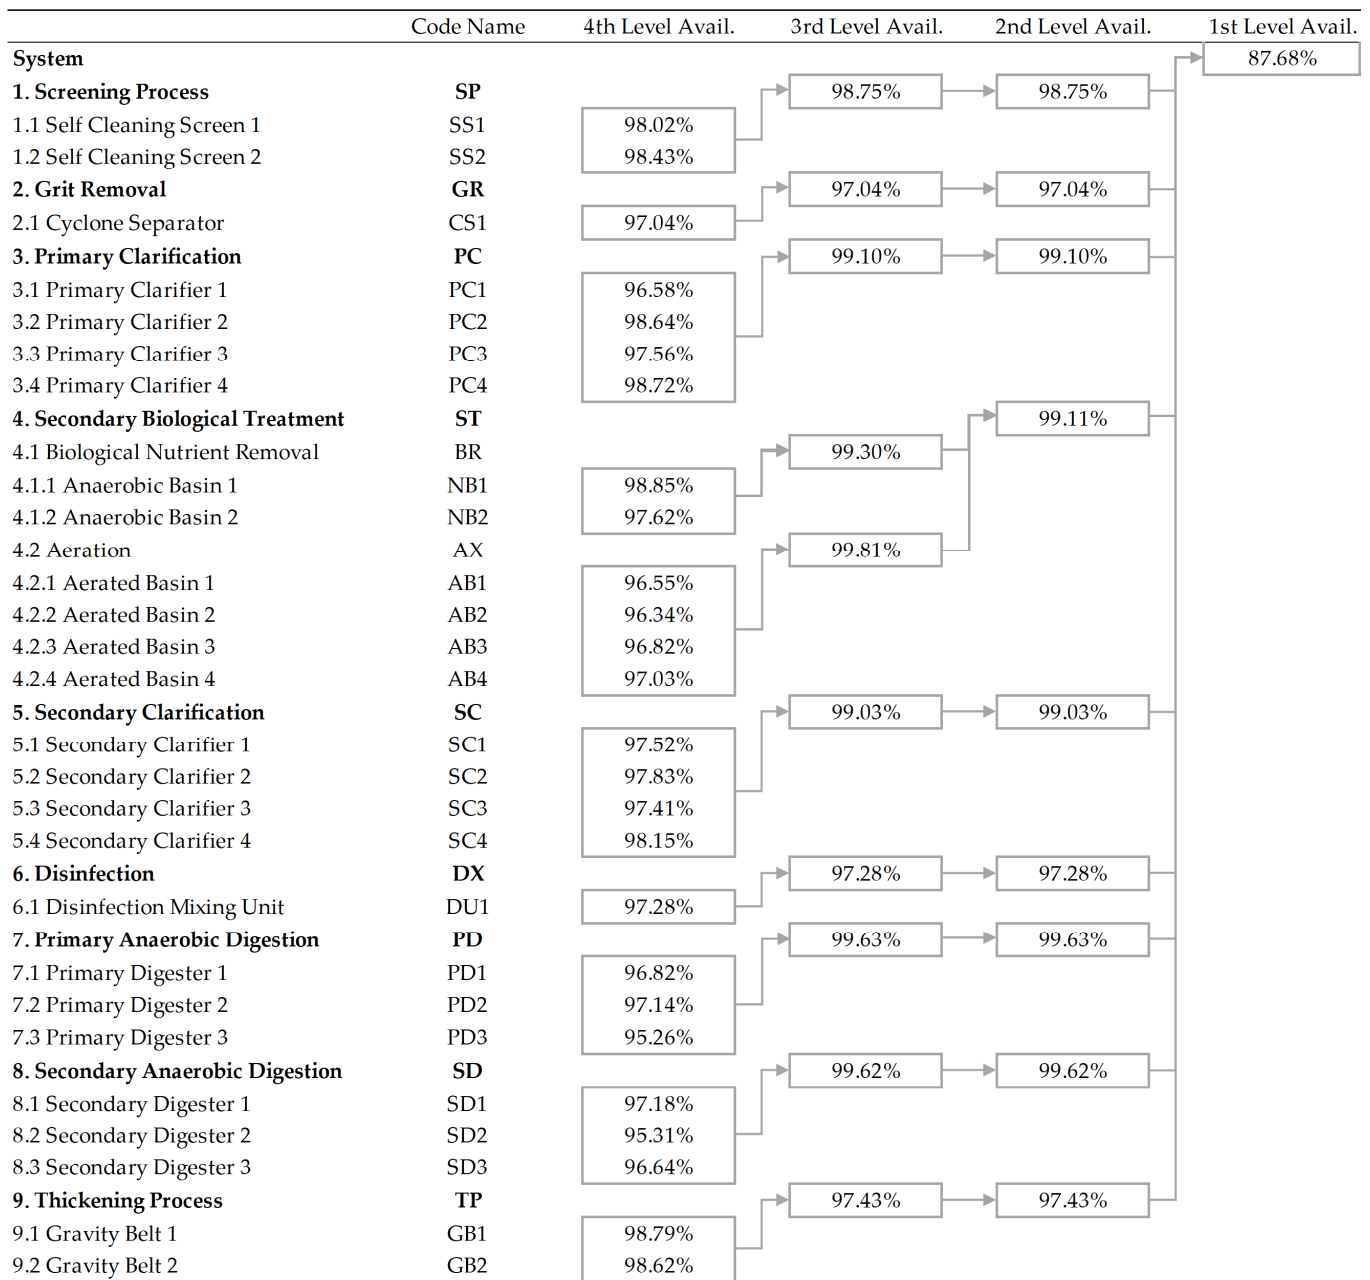 Code Name 4th Level Avail. 3rd Level Avail. 2nd Level Avail. 1st Level Avail.
System 87.68%
1. Screening Process SP 98.75% 98.75%
1.1 Self Cleaning Screen 1 SS1 98.02%
1.2 Self Cleaning Screen 2 SS2 98.43%
2. Grit Removal GR 97.04% 97.04%
2.1 Cyclone Separator CS1 97.04%
3. Primary Clarification PC 99.10% 99.10%
3.1 Primary Clarifier 1 PC1 96.58%
3.2 Primary Clarifier 2 PC2 98.64%
3.3 Primary Clarifier 3 PC3 97.56%
3.4 Primary Clarifier 4 PC4 98.72%
4. Secondary Biological Treatment ST 99.11%
4.1 Biological Nutrient Removal BR 99.30%
4.1.1 Anaerobic Basin 1 NB1 98.85%
4.1.2 Anaerobic Basin 2 NB2 97.62%
4.2 Aeration AX 99.81%
4.2.1 Aerated Basin 1 AB1 96.55%
4.2.2 Aerated Basin 2 AB2 96.34%
4.2.3 Aerated Basin 3 AB3 96.82%
4.2.4 Aerated Basin 4 AB4 97.03%
5. Secondary Clarification SC 99.03% 99.03%
5.1 Secondary Clarifier 1 SC1 97.52%
5.2 Secondary Clarifier 2 SC2 97.83%
5.3 Secondary Clarifier 3 SC3 97.41%
5.4 Secondary Clarifier 4 SC4 98.15%
6. Disinfection DX 97.28% 97.28%
6.1 Disinfection Mixing Unit DU1 97.28%
7. Primary Anaerobic Digestion PD 99.63% 99.63%
7.1 Primary Digester 1 PD1 96.82%
7.2 Primary Digester 2 PD2 97.14%
7.3 Primary Digester 3 PD3 95.26%
8. Secondary Anaerobic Digestion SD 99.62% 99.62%
8.1 Secondary Digester 1 SD1 97.18%
8.2 Secondary Digester 2 SD2 95.31%
8.3 Secondary Digester 3 SD3 96.64%
9. Thickening Process TP 97.43% 97.43%
9.1 Gravity Belt 1 GB1 98.79%
9.2 Gravity Belt 2 GB2 98.62%